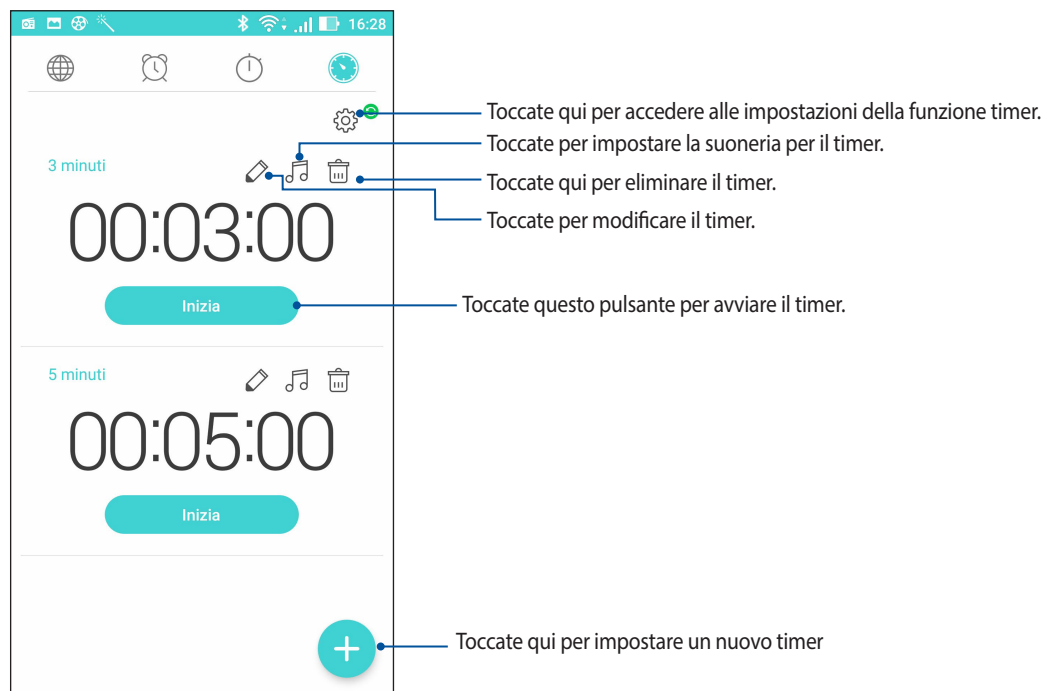 16:28
Toccate qui per accedere alle impostazioni della funzione timer.
Toccate per impostare la suoneria per il timer.
3 minuti
Toccate qui per eliminare il timer.
Toccate per modificare il timer.
00:03:00
Inizia
Toccate questo pulsante per avviare il timer.
5 minuti
00:05:00
Inizia
Toccate qui per impostare un nuovo timer